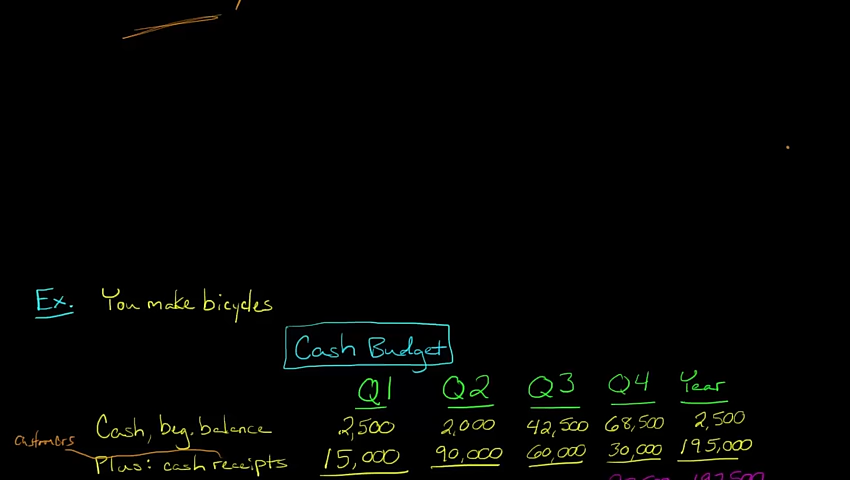 Ex. You make bicycles
Cash Budget
Q1 Q2 Q3 Q4 Year
Cash, beg. balance 2,500 2,000 42,500 68,500 2,500
customers
Plus: cash receipts 15,000 90,000 60,000 30,000 195,000